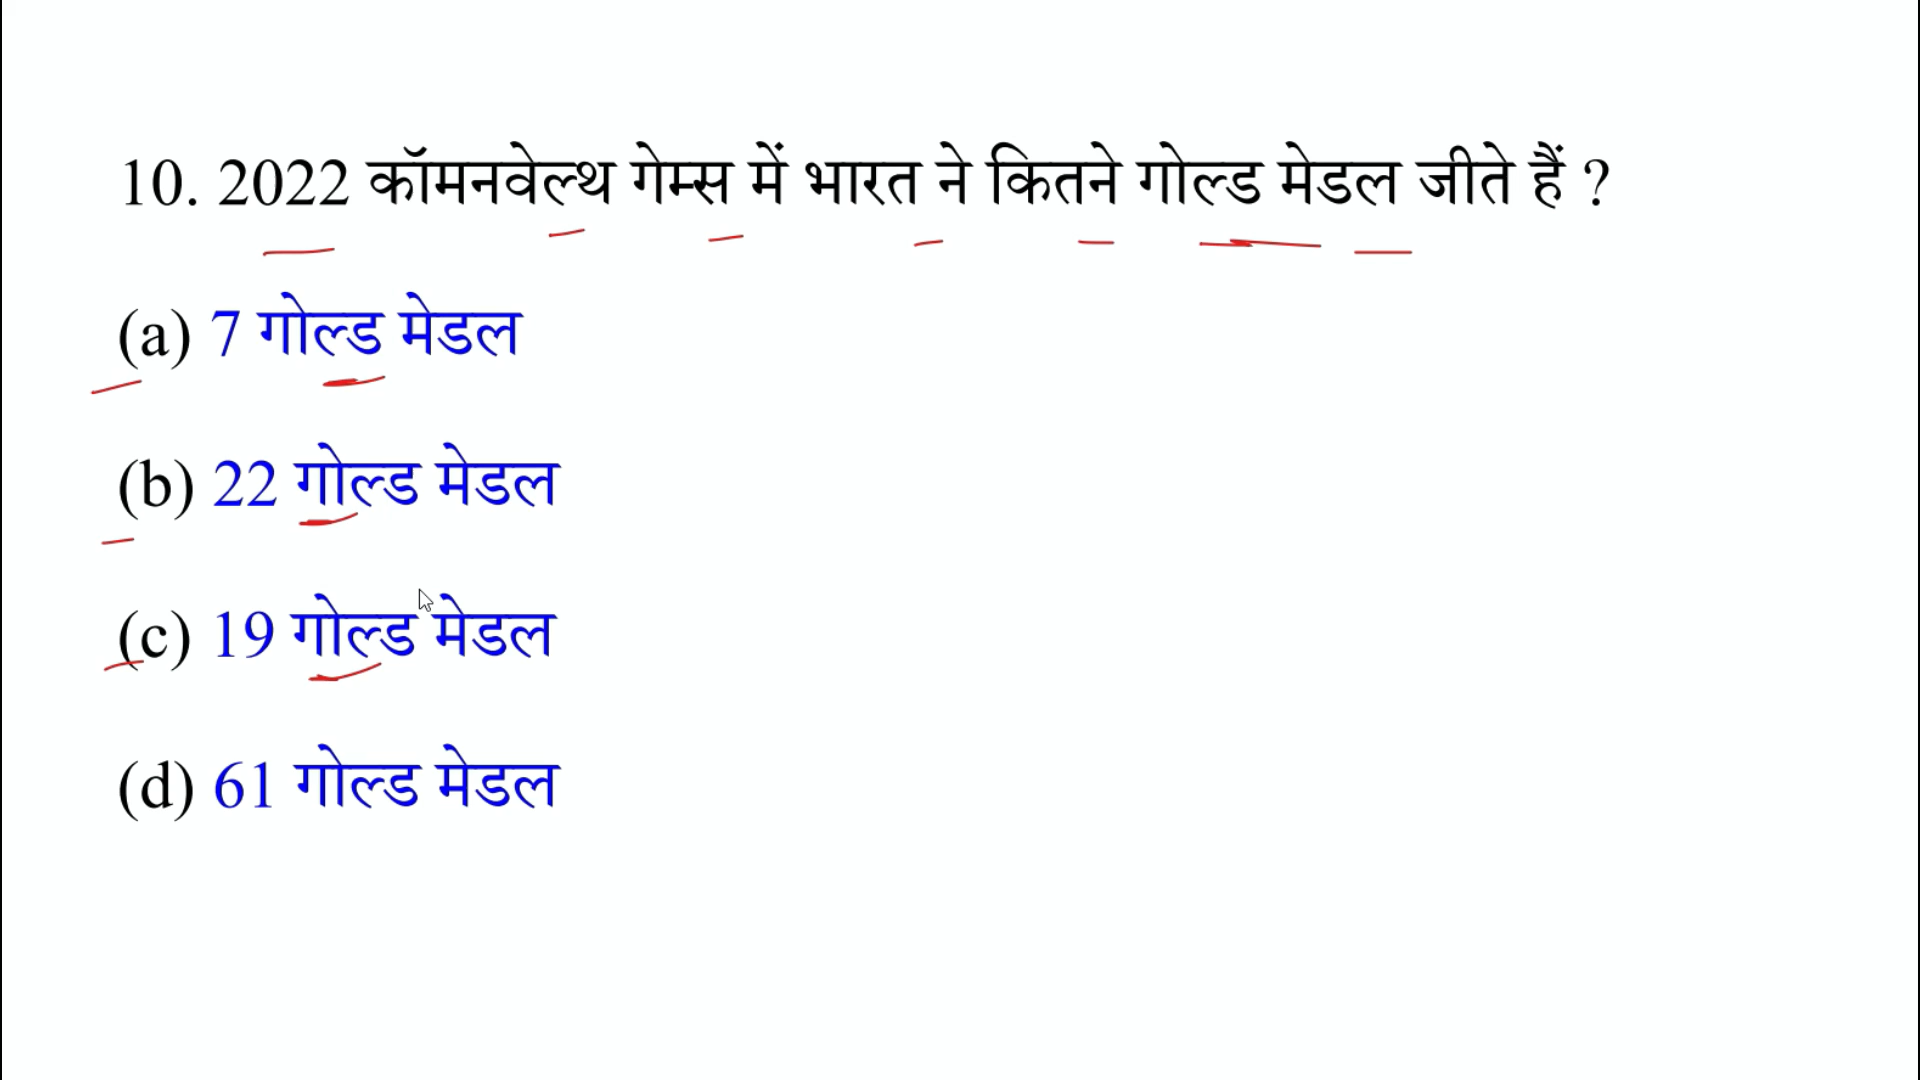 10. 2022 कॉमनवेल्थ गेम्स में भारत ने कितने गोल्ड मेडल जीते हैं ?
(a) 7 गोल्ड मेडल
(b) 22 गोल्ड मेडल
(c) 19 गोल्ड मेडल
(d) 61 गोल्ड मेडल